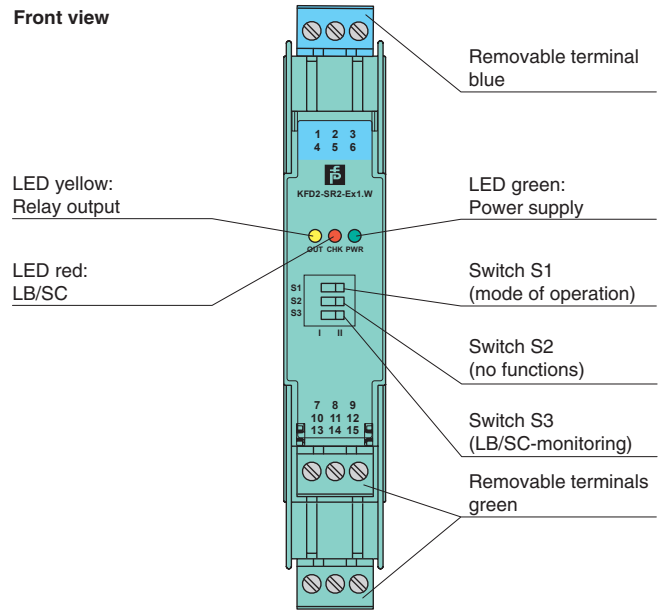 Front view
Removable terminal
blue
1 2 3
4 5 6
KFD2-SR2-Ex1.W
LED yellow:
Relay output
LED green:
Power supply
OUT CHK PWR
LED red:
LB/SC
Switch S1
(mode of operation)
S1
S2
S3
I II
Switch S2
(no functions)
7 8 9
10 11 12
13 14 15
Switch S3
(LB/SC-monitoring)
Removable terminals
green